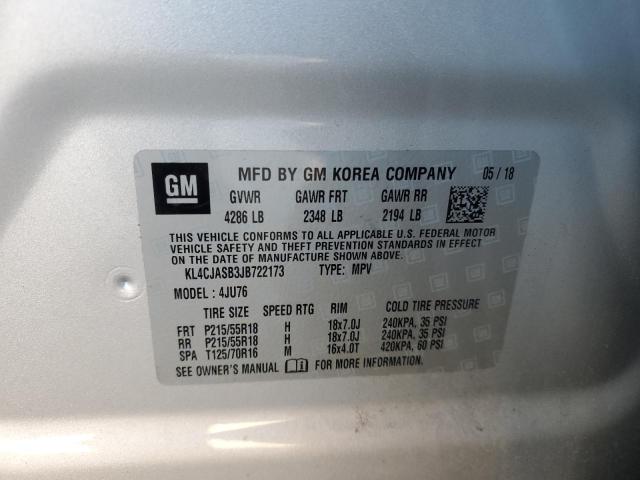 GM MFD BY GM KOREA COMPANY 05 / 18
GVWR GAWR FRT GAWR RR
4286 LB 2348 LB 2194 LB
THIS VEHICLE CONFORMS TO ALL APPLICABLE U.S. FEDERAL MOTOR
VEHICLE SAFETY AND THEFT PREVENTION STANDARDS IN EFFECT
ON THE DATE OF MANUFACTURE SHOWN ABOVE.
KL4CJASB3JB722173 TYPE: MPV
MODEL : 4JU76
TIRE SIZE SPEED RTG RIM COLD TIRE PRESSURE
FRT P215/55R18 H 18x7.0J 240KPA, 35 PSI
RR P215/55R18 H 18x7.0J 240KPA, 35 PSI
SPA T125/70R16 M 16x4.0T 420KPA, 60 PSI
SEE OWNER'S MANUAL FOR MORE INFORMATION.